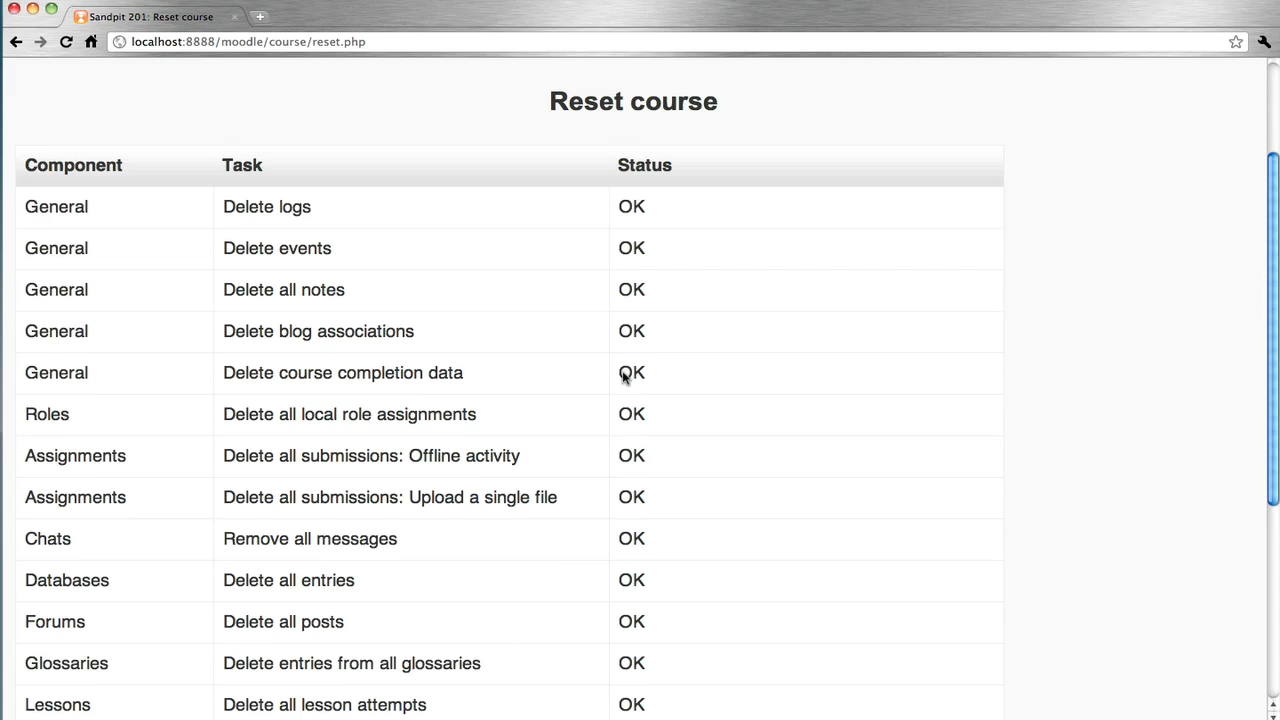 Sandpit 201: Reset course
localhost:8888/moodle/course/reset.php
Reset course
Component Task Status
General Delete logs OK
General Delete events OK
General Delete all notes OK
General Delete blog associations OK
General Delete course completion data OK
Roles Delete all local role assignments OK
Assignments Delete all submissions: Offline activity OK
Assignments Delete all submissions: Upload a single file OK
Chats Remove all messages OK
Databases Delete all entries OK
Forums Delete all posts OK
Glossaries Delete entries from all glossaries OK
Lessons Delete all lesson attempts OK